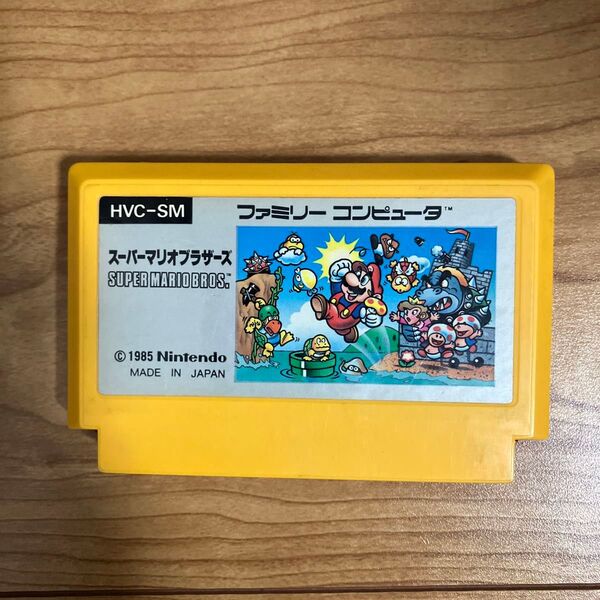 HVC-SM
ファミリー コンピュータ™
スーパーマリオブラザーズ
SUPER MARIO BROS.™
© 1985 Nintendo
MADE IN JAPAN